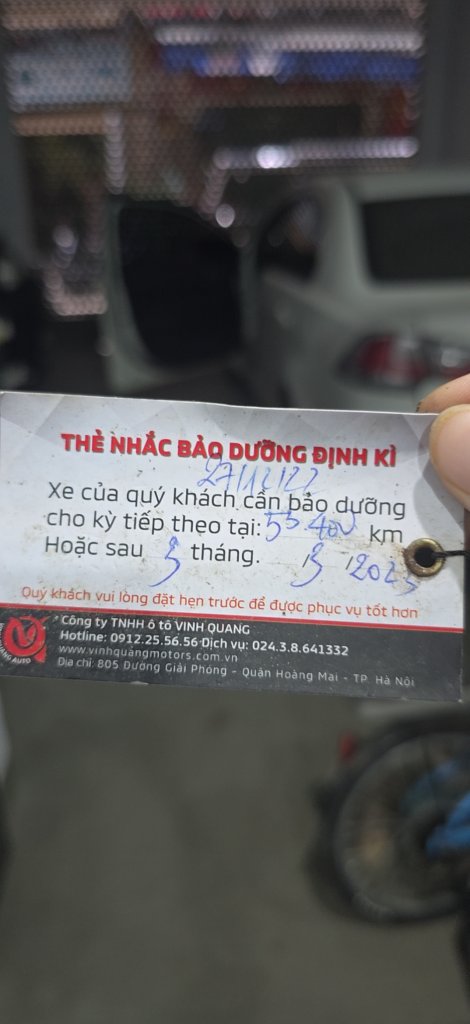 THẺ NHẮC BẢO DƯỠNG ĐỊNH KÌ
27/12/22
Xe của quý khách cần bảo dưỡng
cho kỳ tiếp theo tại: 53 400 km
Hoặc sau 3 tháng. 3 / 2023
Quý khách vui lòng đặt hẹn trước để được phục vụ tốt hơn
Công ty TNHH ô tô VINH QUANG
Hotline: 0912.25.56.56 Dịch vụ: 024.3.8.641332
www.vinhquangmotors.com.vn
Địa chỉ: 805 Đường Giải Phóng - Quận Hoàng Mai - TP. Hà Nội